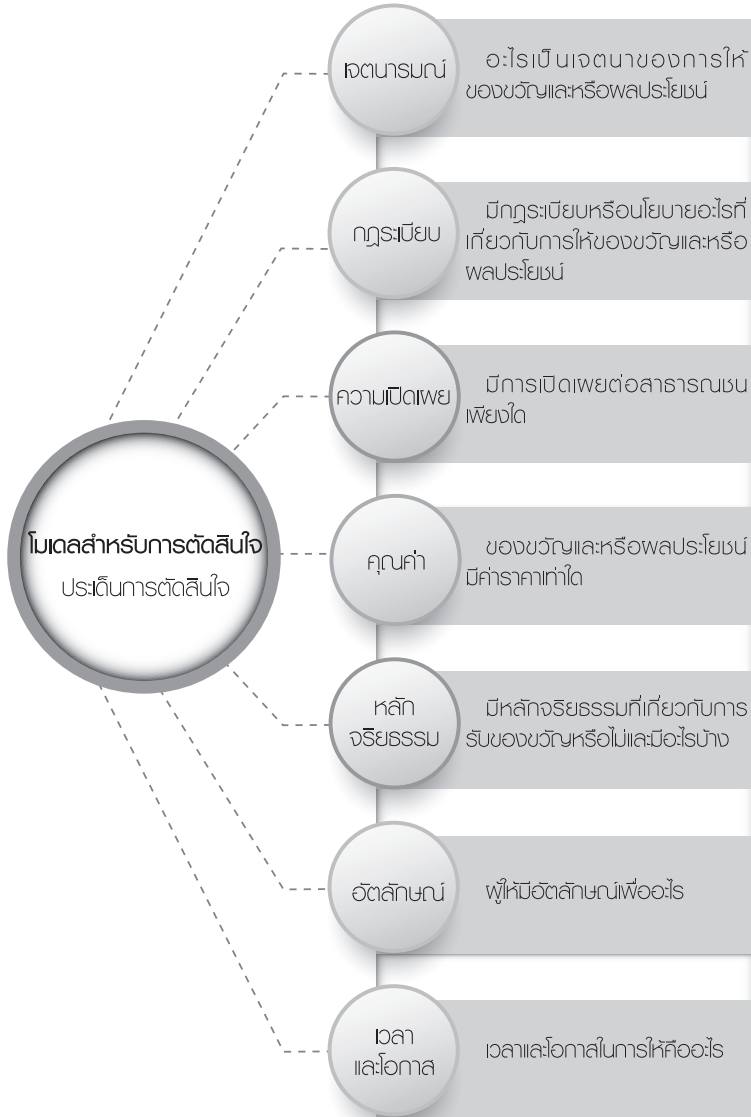 โมเดลสำหรับการตัดสินใจ
ประเด็นการตัดสินใจ
เจตนารมณ์
อะไรเป็นเจตนาของการให้
ของขวัญและหรือผลประโยชน์
กฎระเบียบ
มีกฎระเบียบหรือนโยบายอะไรที่
เกี่ยวกับการให้ของขวัญและหรือ
ผลประโยชน์
ความเปิดเผย
มีการเปิดเผยต่อสาธารณชน
เพียงใด
คุณค่า
ของขวัญและหรือผลประโยชน์
มีค่าราคาเท่าใด
หลัก
จริยธรรม
มีหลักจริยธรรมที่เกี่ยวกับการ
รับของขวัญหรือไม่และมีอะไรบ้าง
อัตลักษณ์
ผู้ให้มีอัตลักษณ์เพื่ออะไร
เวลา
และโอกาส
เวลาและโอกาสในการให้คืออะไร